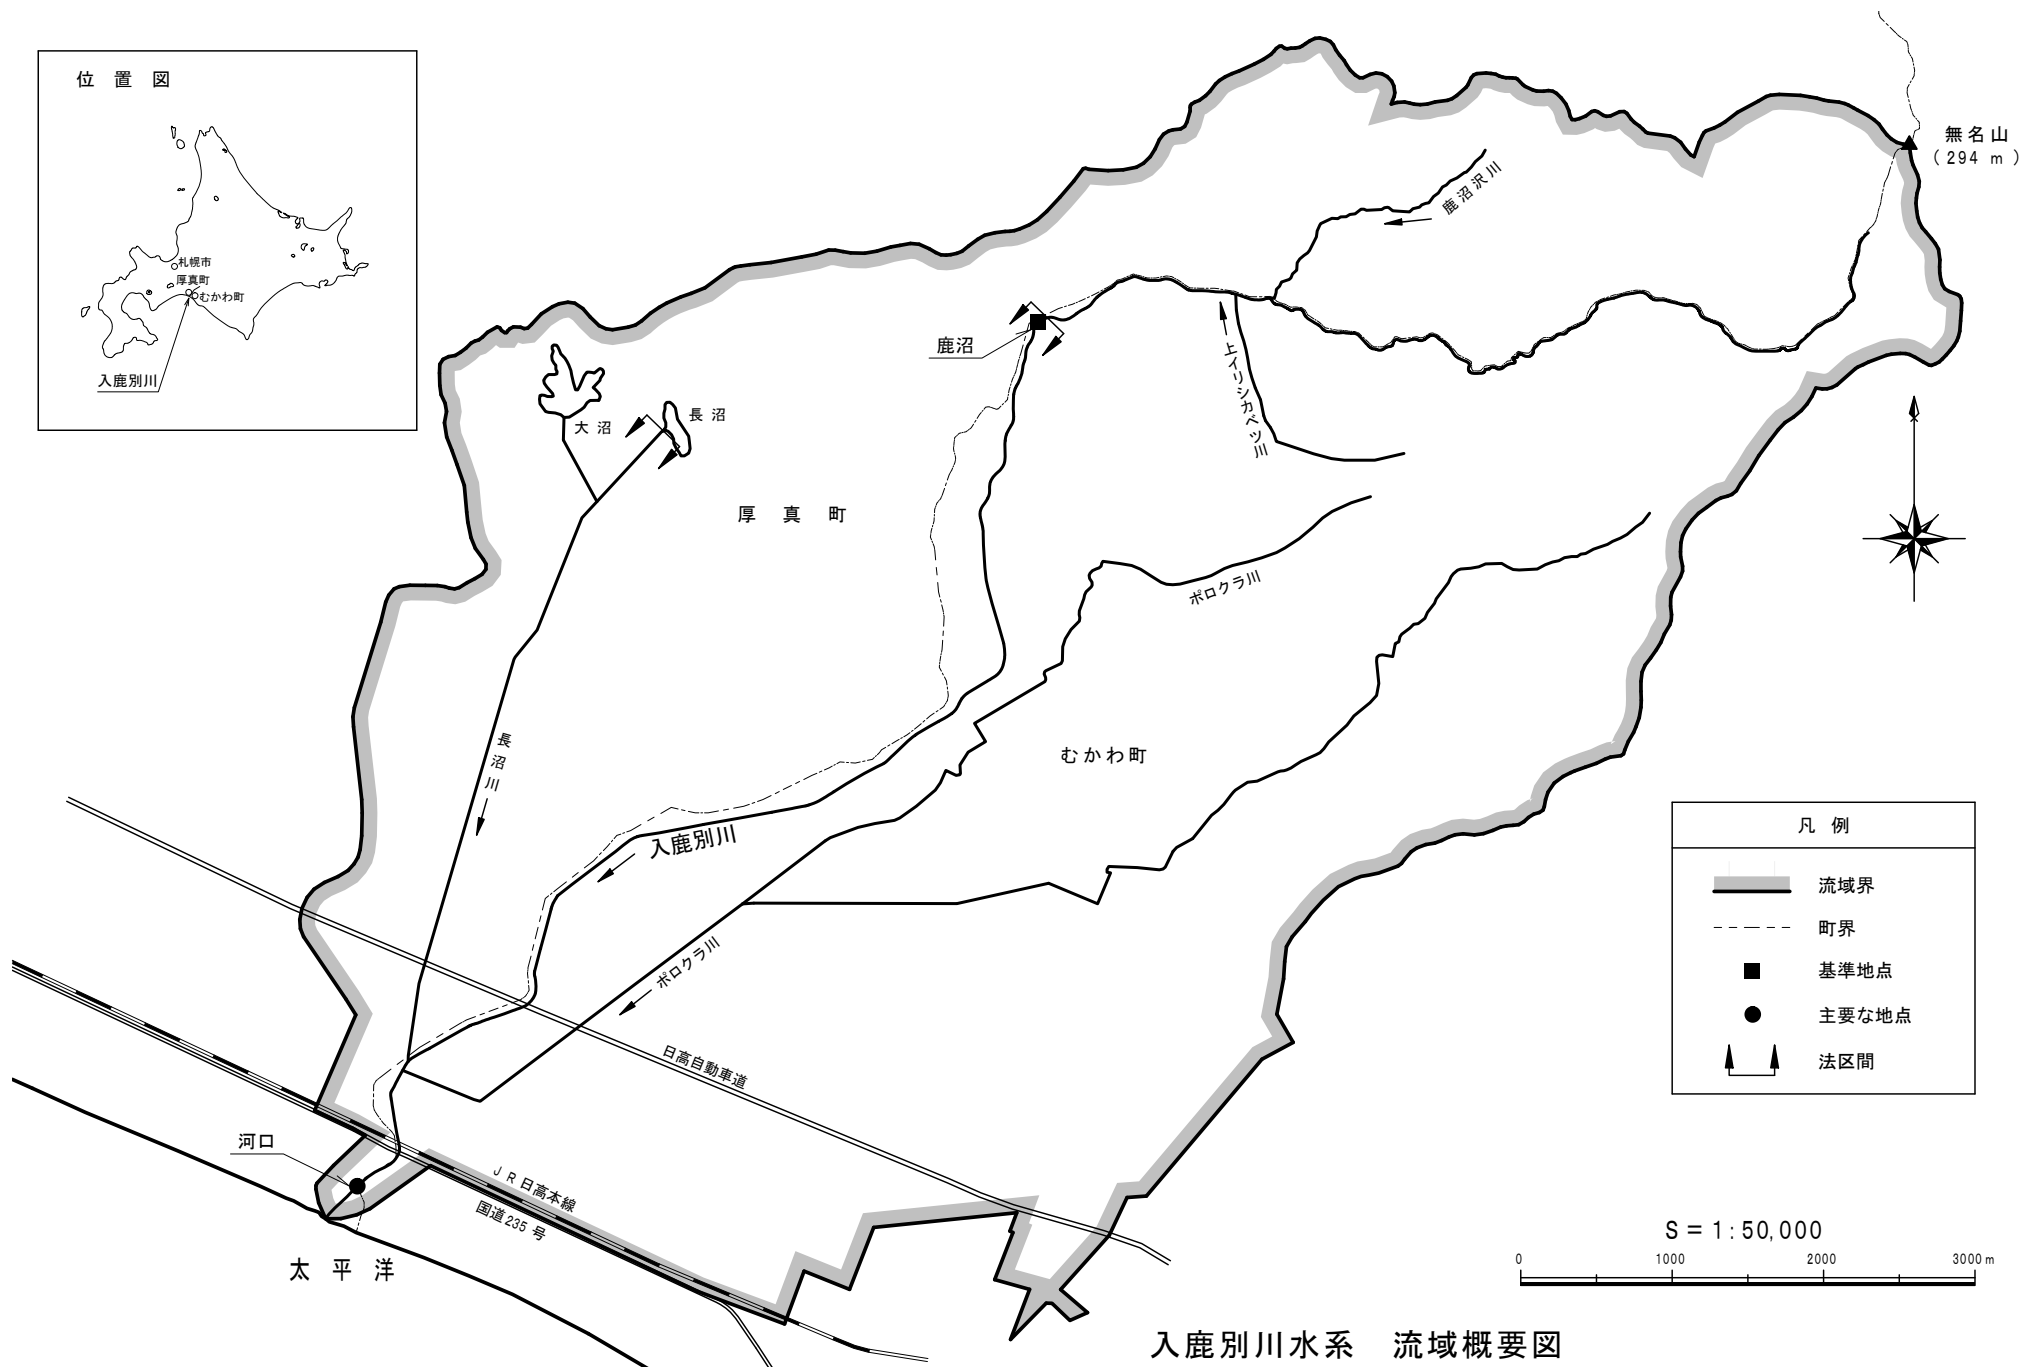 位置図
札幌市
厚真町
むかわ町
入鹿別川
無名山
(294 m)
鹿沼沢川
鹿沼
上イリシカベツ川
大沼
長沼
厚真町
ポロクラ川
長沼川
むかわ町
入鹿別川
ポロクラ川
日高自動車道
河口
JR日高本線
国道235号
太平洋
凡例
流域界
町界
基準地点
主要な地点
法区間
S=1:50,000
0 1000 2000 3000m
入鹿別川水系 流域概要図